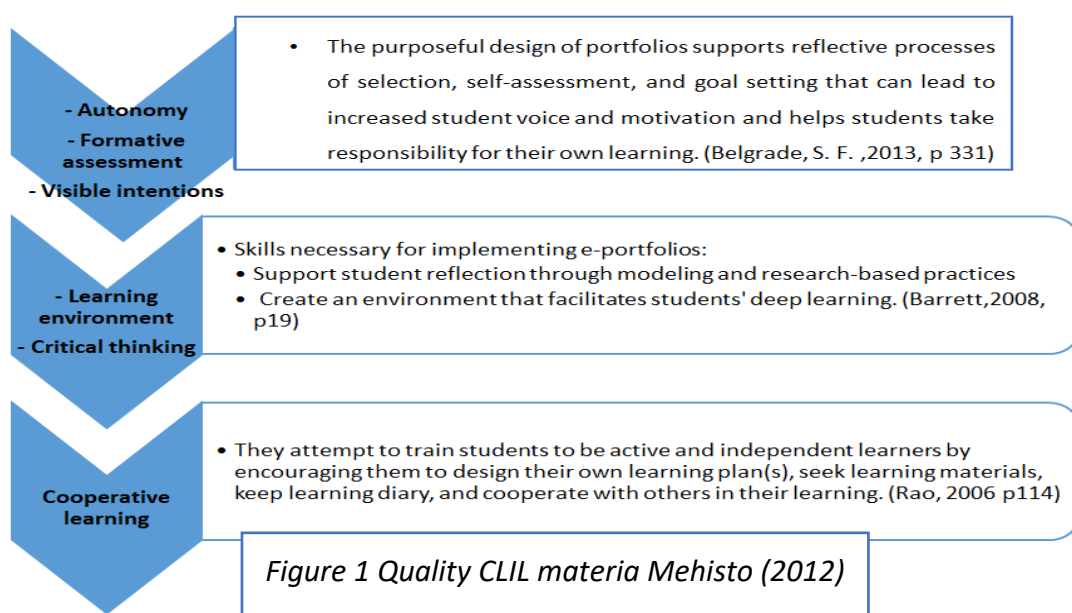 - Autonomy
- Formative
assessment
- Visible intentions
• The purposeful design of portfolios supports reflective processes
of selection, self-assessment, and goal setting that can lead to
increased student voice and motivation and helps students take
responsibility for their own learning. (Belgrade, S. F. ,2013, p 331)
- Learning
environment
- Critical thinking
• Skills necessary for implementing e-portfolios:
• Support student reflection through modeling and research-based practices
• Create an environment that facilitates students' deep learning. (Barrett,2008,
p19)
Cooperative
learning
• They attempt to train students to be active and independent learners by
encouraging them to design their own learning plan(s), seek learning materials,
keep learning diary, and cooperate with others in their learning. (Rao, 2006 p114)
Figure 1 Quality CLIL materia Mehisto (2012)